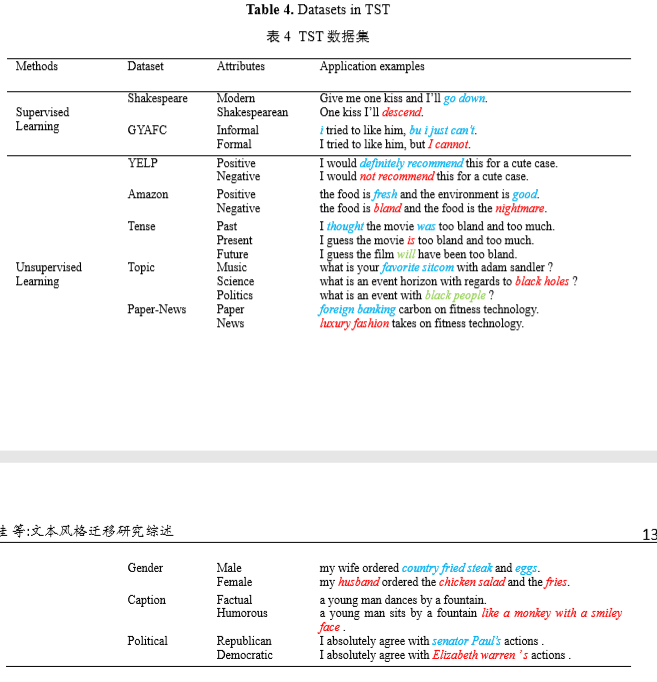 Table 4. Datasets in TST
表 4 TST 数据集
Methods Dataset Attributes Application examples
Shakespeare Modern Give me one kiss and I'll go down.
Supervised Learning Shakespearean One kiss I'll descend.
GYAFC Informal i tried to like him, bu i just can't.
Formal I tried to like him, but I cannot.
YELP Positive I would definitely recommend this for a cute case.
Negative I would not recommend this for a cute case.
Amazon Positive the food is fresh and the environment is good.
Negative the food is bland and the food is the nightmare.
Tense Past I thought the movie was too bland and too much.
Present I guess the movie is too bland and too much.
Future I guess the film will have been too bland.
Unsupervised Learning Topic Music what is your favorite sitcom with adam sandler ?
Science what is an event horizon with regards to black holes ?
Politics what is an event with black people ?
Paper-News Paper foreign banking carbon on fitness technology.
News luxury fashion takes on fitness technology.
等:文本风格迁移研究综述 13
Gender Male my wife ordered country fried steak and eggs.
Female my husband ordered the chicken salad and the fries.
Caption Factual a young man dances by a fountain.
Humorous a young man sits by a fountain like a monkey with a smiley
face .
Political Republican I absolutely agree with senator Paul's actions .
Democratic I absolutely agree with Elizabeth warren ' s actions .